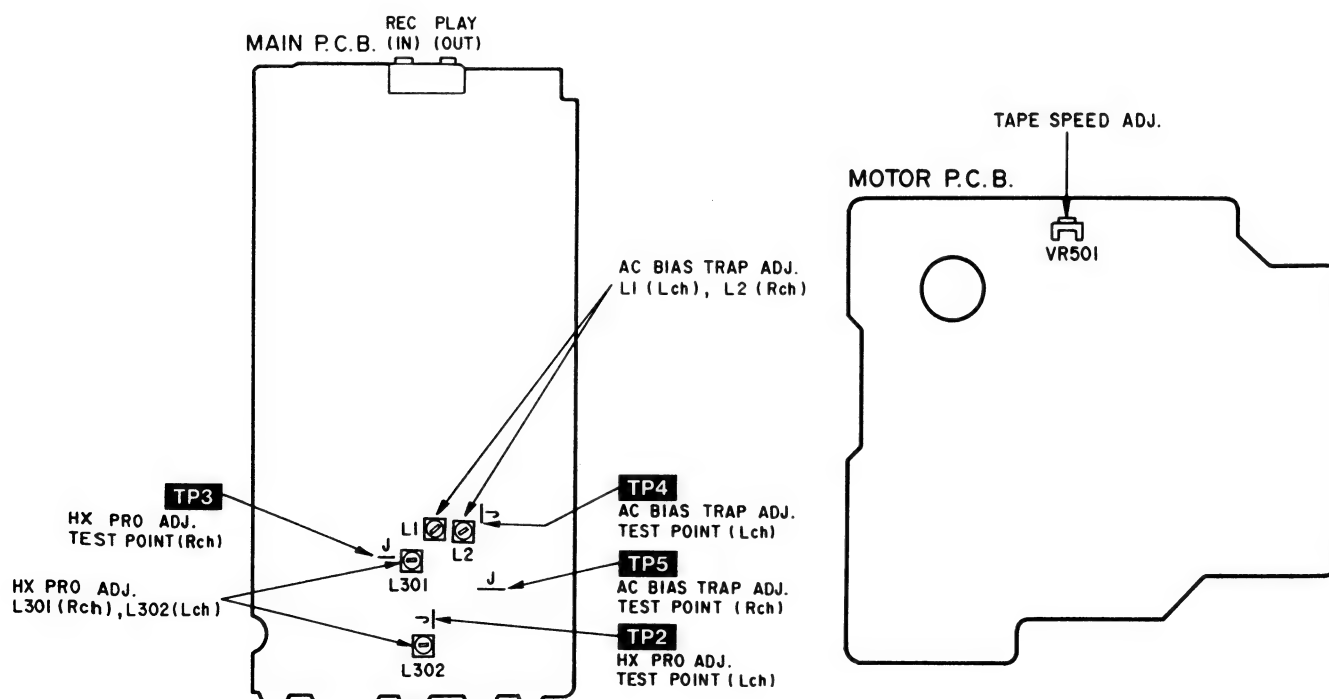 REC PLAY
MAIN P.C.B. (IN) (OUT)
TAPE SPEED ADJ.
MOTOR P.C.B.
VR501
AC BIAS TRAP ADJ.
L1 (Lch), L2 (Rch)
TP3
HX PRO ADJ.
TEST POINT (Rch)
L1
L2
TP4
AC BIAS TRAP ADJ.
TEST POINT (Lch)
J
J
L301
J
TP5
AC BIAS TRAP ADJ.
TEST POINT (Rch)
HX PRO ADJ.
L301 (Rch), L302 (Lch)
J
L302
TP2
HX PRO ADJ.
TEST POINT (Lch)